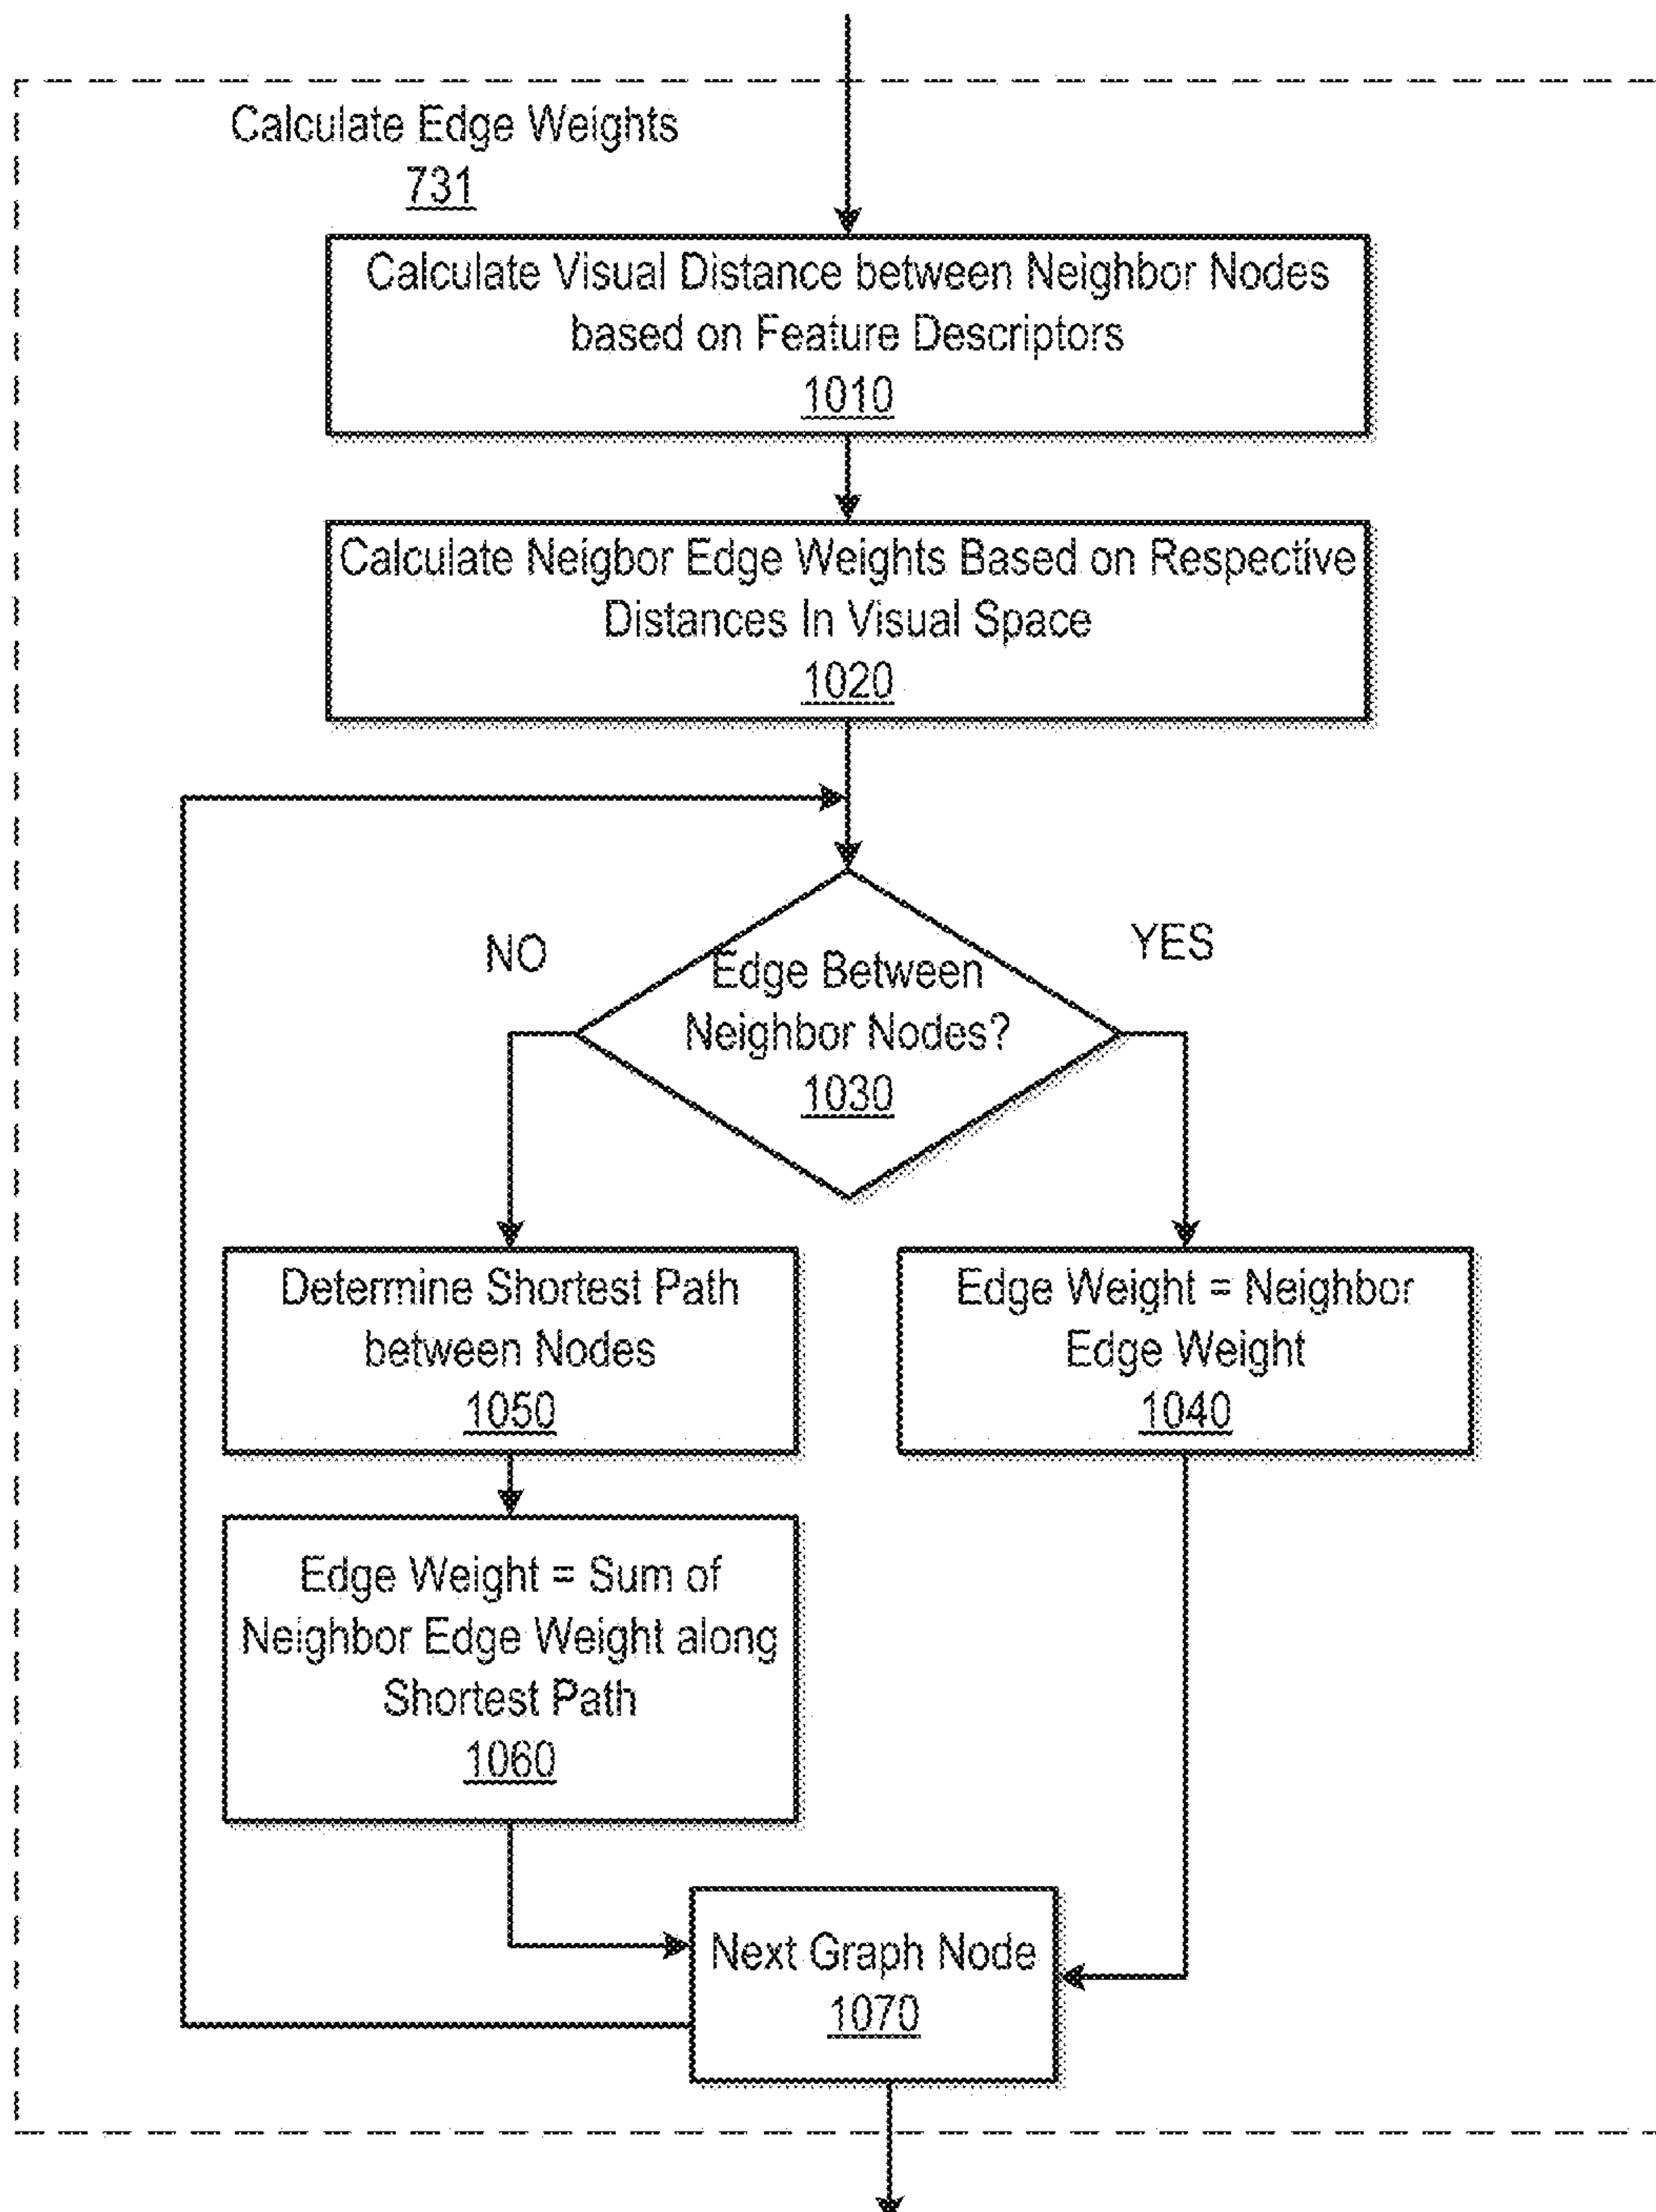 Calculate Edge Weights
731
Calculate Visual Distance between Neighbor Nodes
based on Feature Descriptors
1010
Calculate Neigbor Edge Weights Based on Respective
Distances In Visual Space
1020
NO
YES
Edge Between
Neighbor Nodes?
1030
Determine Shortest Path
between Nodes
1050
Edge Weight = Neighbor
Edge Weight
1040
Edge Weight = Sum of
Neighbor Edge Weight along
Shortest Path
1060
Next Graph Node
1070